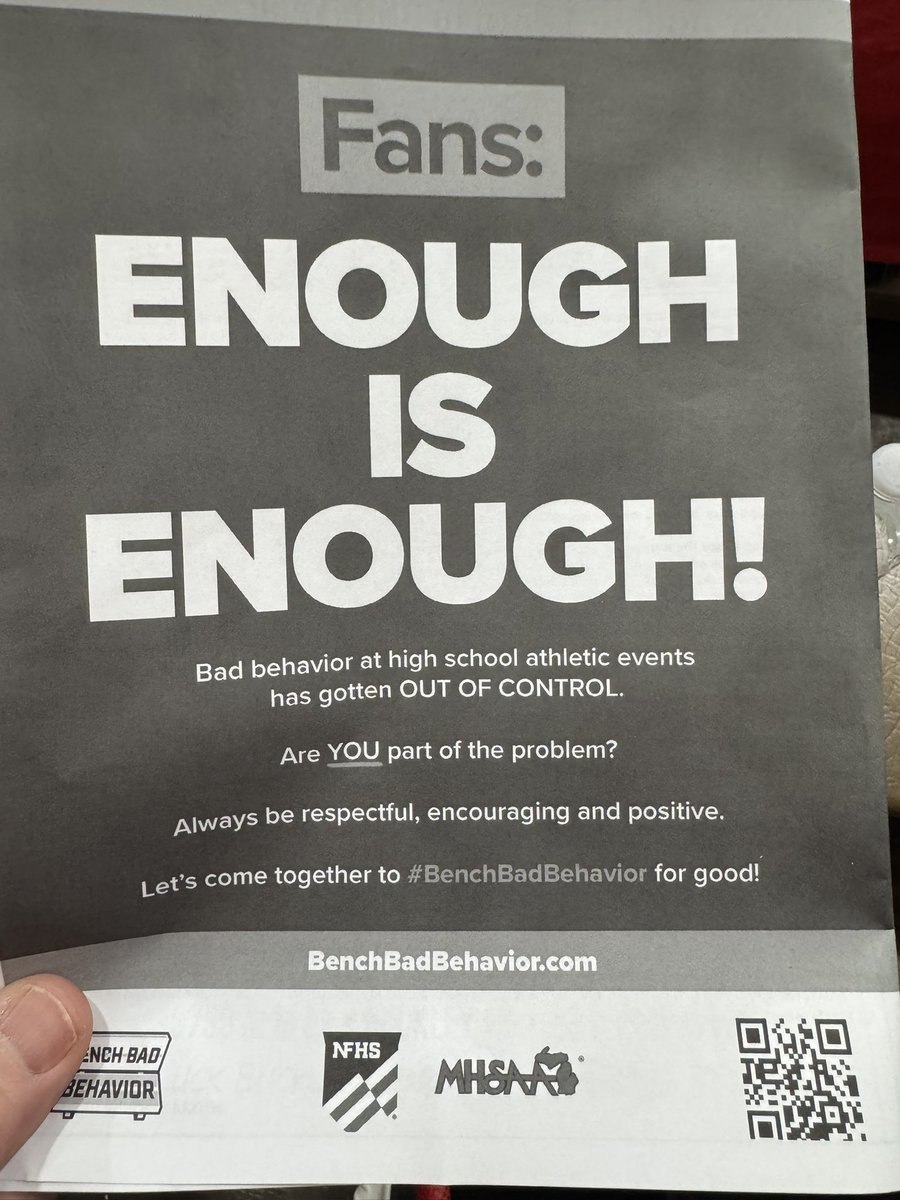 Fans:
ENOUGH
IS
ENOUGH!
Bad behavior at high school athletic events
has gotten OUT OF CONTROL.
Are YOU part of the problem?
Always be respectful, encouraging and positive.
Let's come together to #BenchBadBehavior for good!
BenchBadBehavior.com
ENCH BAD
BEHAVIOR
NFHS
MHSAA